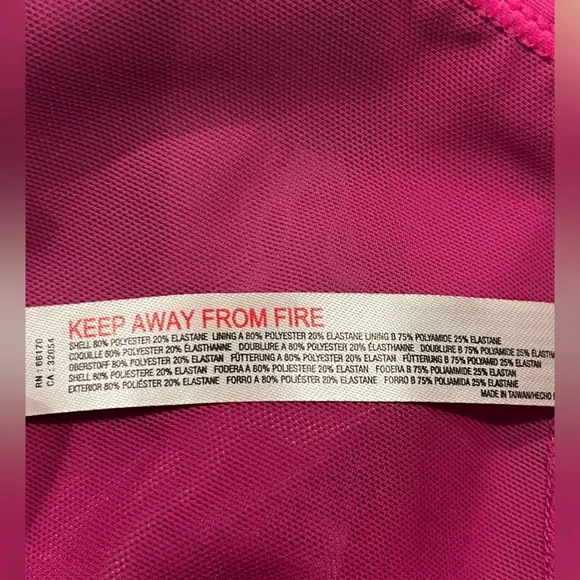 KEEP AWAY FROM FIRE
SHELL 80% POLYESTER 20% ELASTANE LINING A 80% POLYESTER 20% ELASTANE LINING B 75% POLYAMIDE 25% ELASTANE
COQUILLE 80% POLYESTER 20% ÉLASTHANNE DOUBLURE A 80% POLYESTER 20% ÉLASTHANNE DOUBLURE B 75% POLYAMIDE 25% ÉLASTHA
OBERSTOFF 80% POLYESTER 20% ELASTAN FÜTTERUNG A 80% POLYESTER 20% ELASTAN FÜTTERUNG B 75% POLYAMID 25% ELASTAN
SHELL 80% POLIESTERE 20% ELASTAN FODERA A 80% POLIESTERE 20% ELASTAN FODERA B 75% POLIAMMIDE 25% ELASTAN
EXTERIOR 80% POLIÉSTER 20% ELASTANE FORRO A 80% POLIÉSTER 20% ELASTANE FORRO B 75% POLIAMIDA 25% ELASTANE
MADE IN TAIWAN/HECHO
RN : 66170
CA : 32054